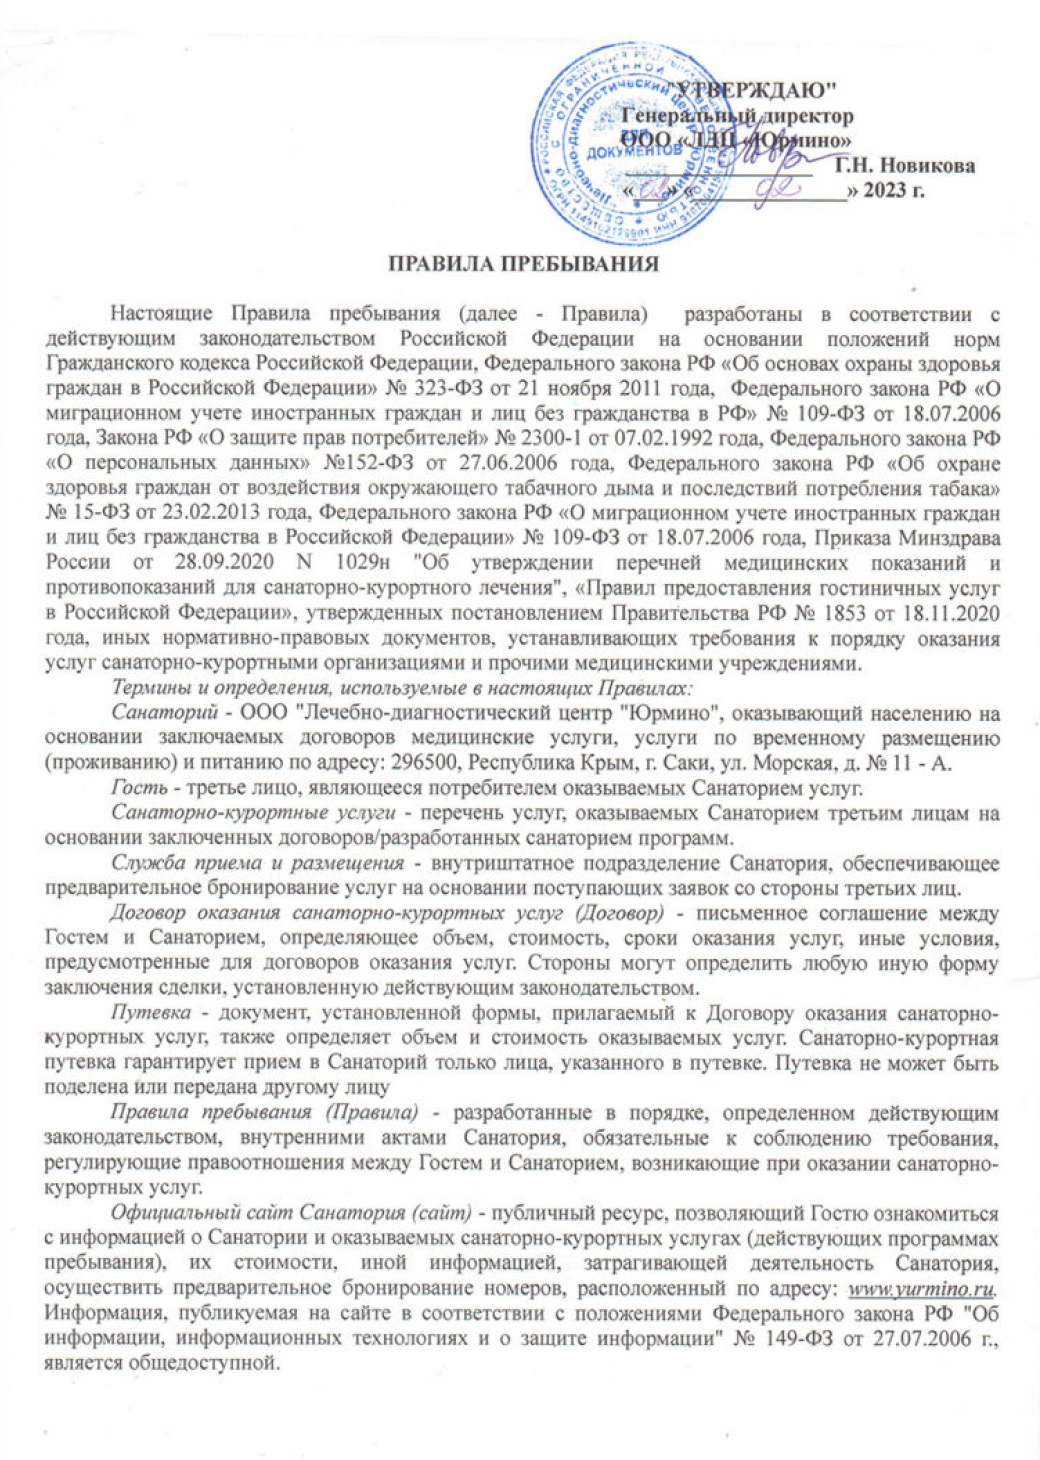 "УТВЕРЖДАЮ"
Генеральный директор
ООО «ЛДЦ «Юрмино»
Г.Н. Новикова
«02» « 02 » 2023 г.
ДЛЯ
ДОКУМЕНТОВ
ПРАВИЛА ПРЕБЫВАНИЯ
Настоящие Правила пребывания (далее - Правила) разработаны в соответствии с
действующим законодательством Российской Федерации на основании положений норм
Гражданского кодекса Российской Федерации, Федерального закона РФ «Об основах охраны здоровья
граждан в Российской Федерации» № 323-ФЗ от 21 ноября 2011 года, Федерального закона РФ «О
миграционном учете иностранных граждан и лиц без гражданства в РФ» № 109-ФЗ от 18.07.2006
года, Закона РФ «О защите прав потребителей» № 2300-1 от 07.02.1992 года, Федерального закона РФ
«О персональных данных» №152-ФЗ от 27.06.2006 года, Федерального закона РФ «Об охране
здоровья граждан от воздействия окружающего табачного дыма и последствий потребления табака»
№ 15-ФЗ от 23.02.2013 года, Федерального закона РФ «О миграционном учете иностранных граждан
и лиц без гражданства в Российской Федерации» № 109-ФЗ от 18.07.2006 года, Приказа Минздрава
России от 28.09.2020 N 1029н "Об утверждении перечней медицинских показаний и
противопоказаний для санаторно-курортного лечения", «Правил предоставления гостиничных услуг
в Российской Федерации», утвержденных постановлением Правительства РФ № 1853 от 18.11.2020
года, иных нормативно-правовых документов, устанавливающих требования к порядку оказания
услуг санаторно-курортными организациями и прочими медицинскими учреждениями.
Термины и определения, используемые в настоящих Правилах:
Санаторий - ООО "Лечебно-диагностический центр "Юрмино", оказывающий населению на
основании заключаемых договоров медицинские услуги, услуги по временному размещению
(проживанию) и питанию по адресу: 296500, Республика Крым, г. Саки, ул. Морская, д. № 11 - А.
Гость - третье лицо, являющееся потребителем оказываемых Санаторием услуг.
Санаторно-курортные услуги - перечень услуг, оказываемых Санаторием третьим лицам на
основании заключенных договоров/разработанных санаторием программ.
Служба приема и размещения - внутриштатное подразделение Санатория, обеспечивающее
предварительное бронирование услуг на основании поступающих заявок со стороны третьих лиц.
Договор оказания санаторно-курортных услуг (Договор) - письменное соглашение между
Гостем и Санаторием, определяющее объем, стоимость, сроки оказания услуг, иные условия,
предусмотренные для договоров оказания услуг. Стороны могут определить любую иную форму
заключения сделки, установленную действующим законодательством.
Путевка - документ, установленной формы, прилагаемый к Договору оказания санаторно-
курортных услуг, также определяет объем и стоимость оказываемых услуг. Санаторно-курортная
путевка гарантирует прием в Санаторий только лица, указанного в путевке. Путевка не может быть
поделена или передана другому лицу
Правила пребывания (Правила) - разработанные в порядке, определенном действующим
законодательством, внутренними актами Санатория, обязательные к соблюдению требования,
регулирующие правоотношения между Гостем и Санаторием, возникающие при оказании санаторно-
курортных услуг.
Официальный сайт Санатория (сайт) - публичный ресурс, позволяющий Гостю ознакомиться
с информацией о Санатории и оказываемых санаторно-курортных услугах (действующих программах
пребывания), их стоимости, иной информацией, затрагивающей деятельность Санатория,
осуществить предварительное бронирование номеров, расположенный по адресу: www.yurmino.ru.
Информация, публикуемая на сайте в соответствии с положениями Федерального закона РФ "Об
информации, информационных технологиях и о защите информации" № 149-ФЗ от 27.07.2006 г.,
является общедоступной.